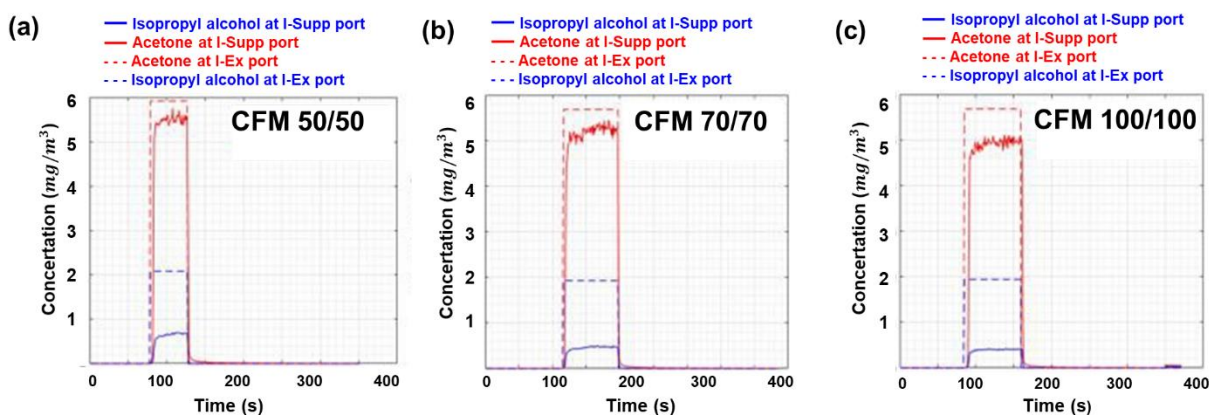 (a)
Isopropyl alcohol at I-Supp port
Acetone at I-Supp port
Acetone at I-Ex port
Isopropyl alcohol at I-Ex port
CFM 50/50
Concertation (mg/m³)
6
5
4
3
2
1
0 100 200 300 400
Time (s)
(b)
Isopropyl alcohol at I-Supp port
Acetone at I-Supp port
Acetone at I-Ex port
Isopropyl alcohol at I-Ex port
CFM 70/70
Concertation (mg/m³)
6
5
4
3
2
1
0 100 200 300 400
Time (s)
(c)
Isopropyl alcohol at I-Supp port
Acetone at I-Supp port
Acetone at I-Ex port
Isopropyl alcohol at I-Ex port
CFM 100/100
Concertation (mg/m³)
6
5
4
3
2
1
0 100 200 300 400
Time (s)